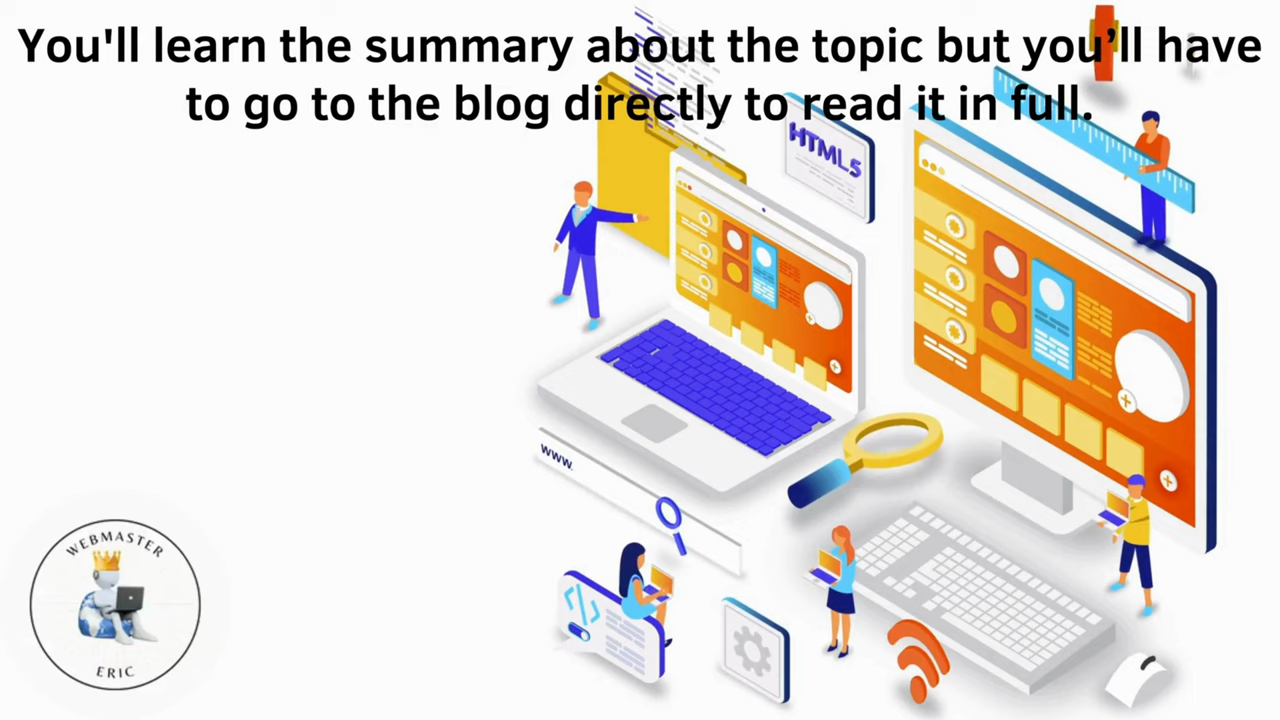 You'll learn the summary about the topic but you’ll have
to go to the blog directly to read it in full.
HTML5
www.
</>
WEBMASTER
ERIC